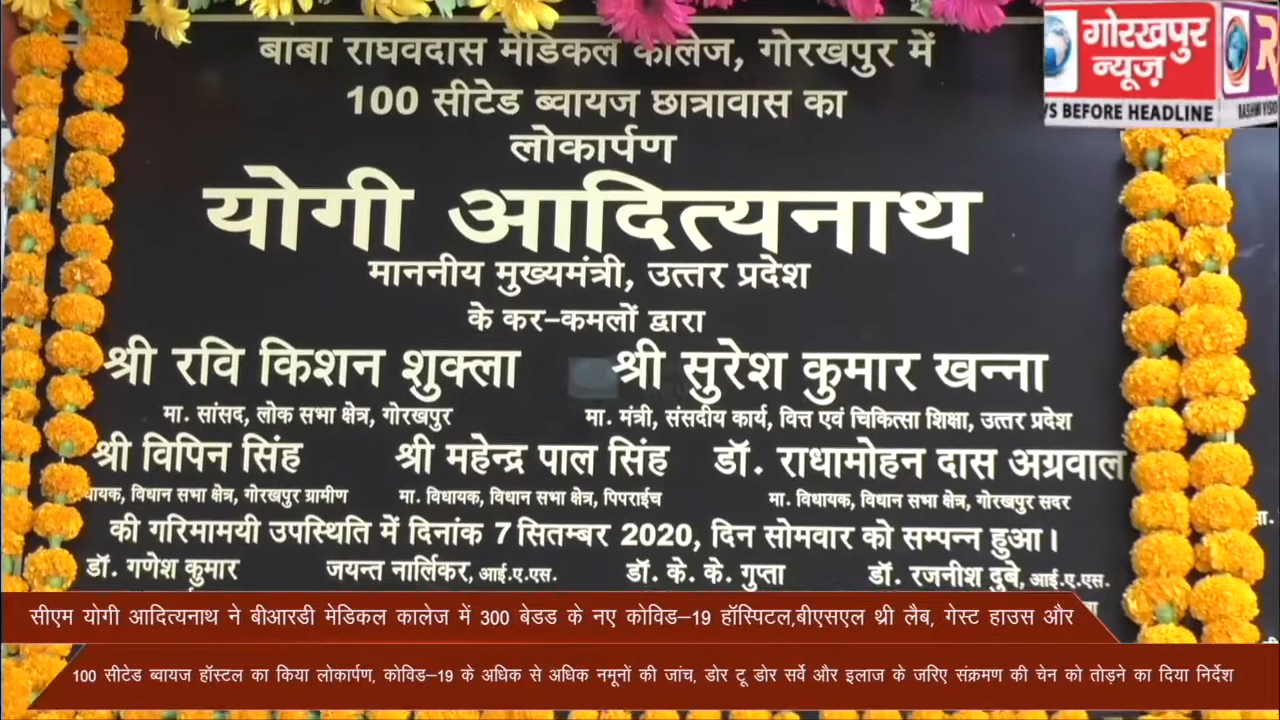 बाबा राघवदास मेडिकल कालेज, गोरखपुर में
100 सीटेड ब्वायज छात्रावास का
लोकार्पण
योगी आदित्यनाथ
माननीय मुख्यमंत्री, उत्तर प्रदेश
के कर-कमलों द्वारा
श्री रवि किशन शुक्ला श्री सुरेश कुमार खन्ना
मा. सांसद, लोक सभा क्षेत्र, गोरखपुर मा. मंत्री, संसदीय कार्य, वित्त एवं चिकित्सा शिक्षा, उत्तर प्रदेश
श्री विपिन सिंह श्री महेन्द्र पाल सिंह डॉ. राधामोहन दास अग्रवाल
विधान सभा क्षेत्र, गोरखपुर ग्रामीण मा. विधायक, विधान सभा क्षेत्र, पिपराईच मा. विधायक, विधान सभा क्षेत्र, गोरखपुर सदर
की गरिमामयी उपस्थिति में दिनांक 7 सितम्बर 2020, दिन सोमवार को सम्पन्न हुआ।
डॉ. गणेश कुमार जयन्त नार्लिकर, आई.ए.एस. डॉ. के. के. गुप्ता डॉ. रजनीश दुबे, आई.ए.एस.
गोरखपुर
न्यूज़
BEFORE HEADLINE
सीएम योगी आदित्यनाथ ने बीआरडी मेडिकल कालेज में 300 बेडड के नए कोविड-19 हॉस्पिटल,बीएसएल थ्री लैब, गेस्ट हाउस और
100 सीटेड ब्वायज हॉस्टल का किया लोकार्पण, कोविड-19 के अधिक से अधिक नमूनों की जांच, डोर टू डोर सर्वे और इलाज के जरिए संक्रमण की चेन को तोड़ने का दिया निर्देश